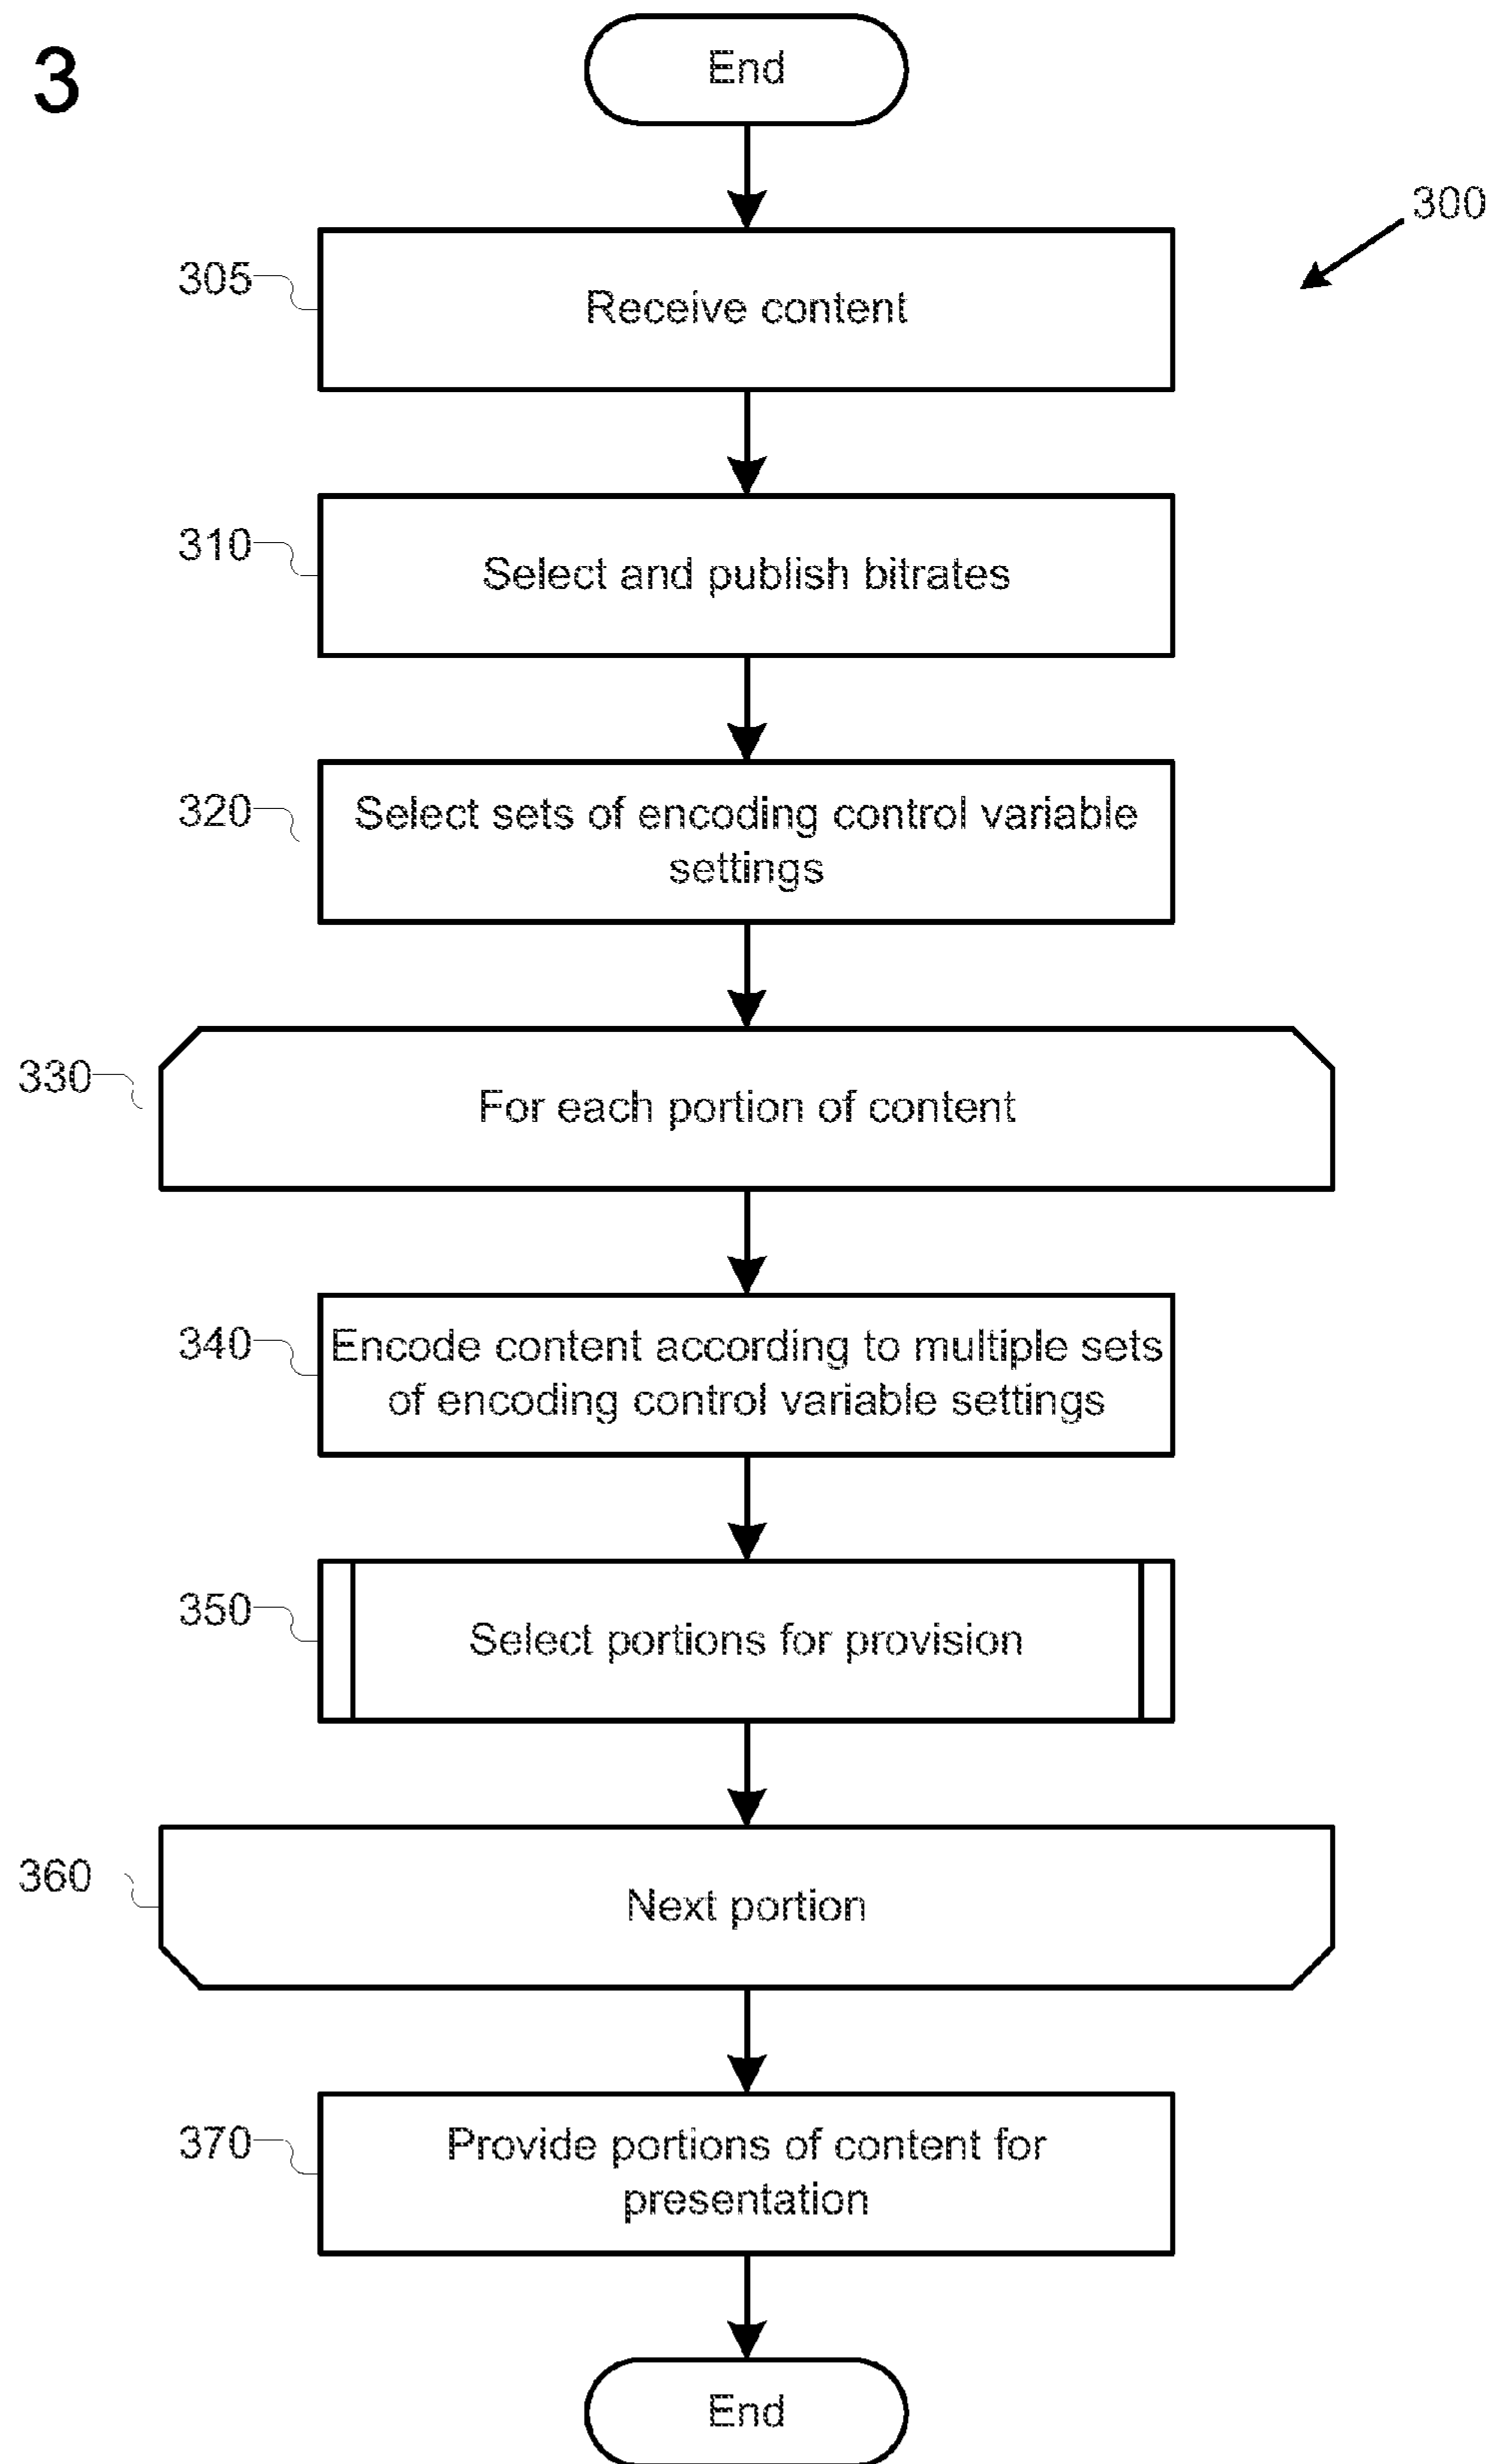 3
End
300
305
Receive content
310
Select and publish bitrates
320
Select sets of encoding control variable
settings
330
For each portion of content
340
Encode content according to multiple sets
of encoding control variable settings
350
Select portions for provision
360
Next portion
370
Provide portions of content for
presentation
End